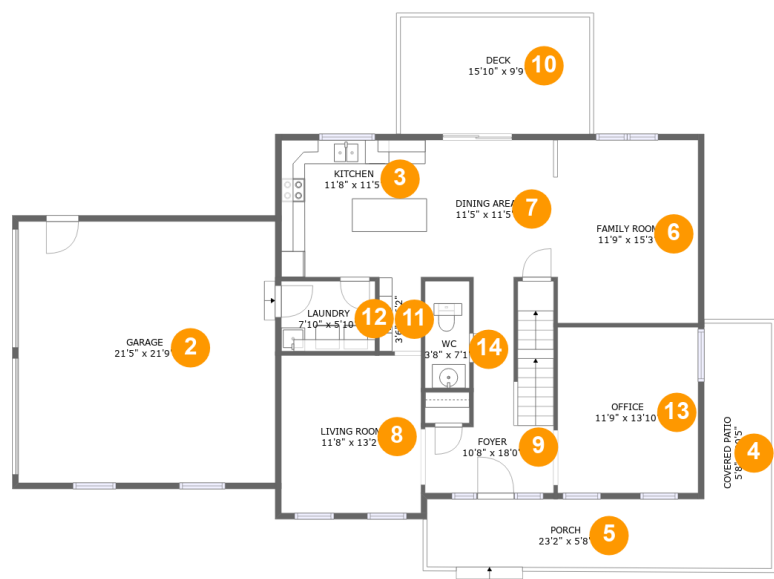 DECK
15'10" x 9'9
10
KITCHEN
11'8" x 11'5
3
DINING AREA
11'5" x 11'5"
7
FAMILY ROOM
11'9" x 15'3
6
LAUNDRY
7'10" x 5'10
12
11
GARAGE
21'5" x 21'9
2
WC
3'8" x 7'1
14
OFFICE
11'9" x 13'10
13
LIVING ROOM
11'8" x 13'2
8
FOYER
10'8" x 18'0"
9
COVERED PATIO
4
PORCH
23'2" x 5'8"
5